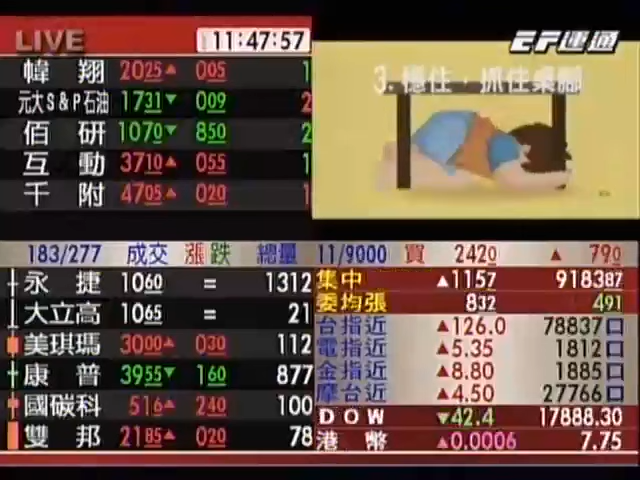 LIVE 11:47:57
幃翔 2025▲ 005 1
元大S&P石油 1731▼ 009 2
佰研 1070▼ 850 2
互動 3710▲ 055 1
千附 4705▲ 020 1
EF運通
3. 穩住，抓住桌腳
183/277 成交 漲跌 總量
永捷 1060 = 1312
大立高 1065 = 21
美琪瑪 3000▲ 030 112
康普 3955▼ 160 877
國碳科 516▲ 240 100
雙邦 2185▲ 020 78
11/9000 買 2420 ▲ 790
集中 ▲1157 918387
委均張 832 491
台指近 ▲126.0 78837口
電指近 ▲5.35 1812口
金指近 ▲8.80 1885口
摩台近 ▲4.50 27766口
DOW ▼42.4 17888.30
港幣 ▲0.0006 7.75